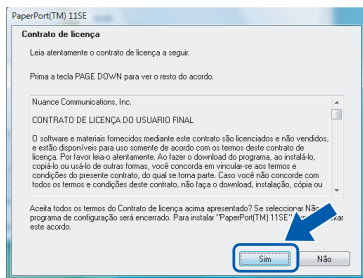 PaperPort(TM) 11SE
Contrato de licença
Leia atentamente o contrato de licença a seguir.
Prima a tecla PAGE DOWN para ver o resto do acordo.
Nuance Communications, Inc.
CONTRATO DE LICENÇA DO USUARIO FINAL
O software e materiais fornecidos mediante este contrato são licenciados e não vendidos,
e estão disponíveis para uso somente de acordo com os termos deste contrato de
licença. Por favor leia-o atentamente. Ao fazer o download do programa, ao instalá-lo,
copiá-lo ou usá-lo de outras formas, você concorda em vincular-se aos termos e
condições do presente contrato, do qual se torna parte. Caso você não concorde com
todos os termos e condições deste contrato, não faça o download, instalação, cópia ou
Aceita todos os termos do Contrato de licença acima apresentado? Se seleccionar Não
programa de configuração será encerrado. Para instalar "PaperPort(TM) 11SE"
este acordo.
Sim
Não